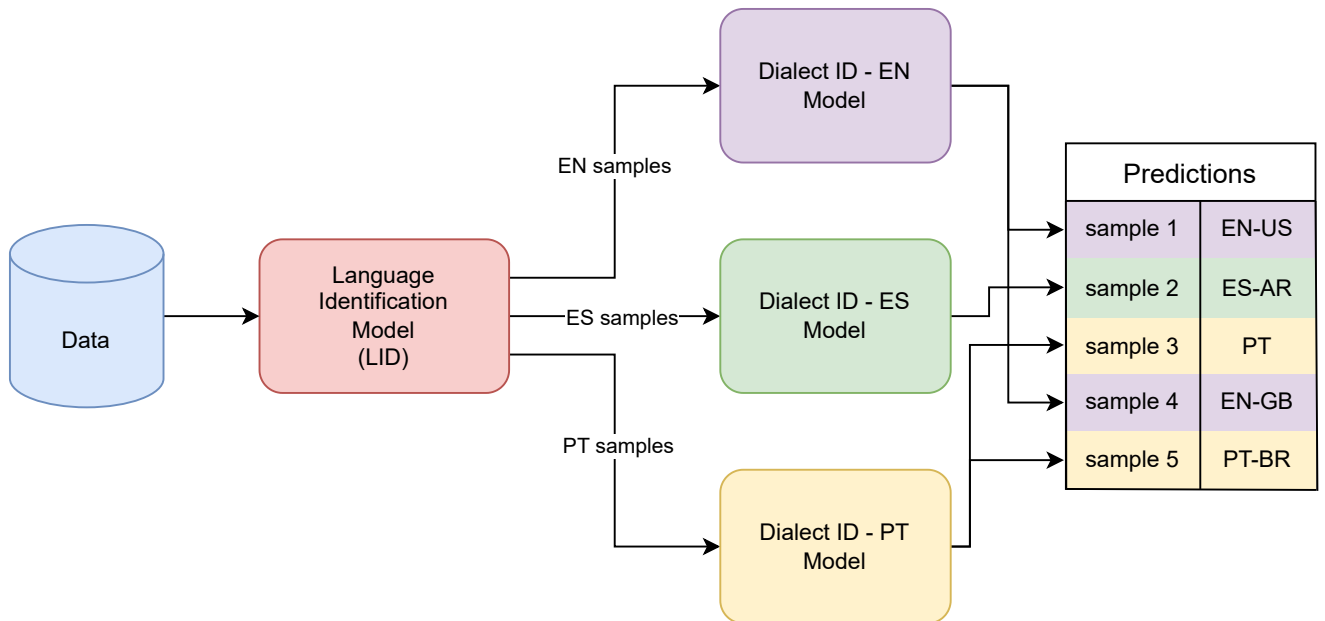 Data
Language
Identification
Model
(LID)
EN samples
ES samples
PT samples
Dialect ID - EN
Model
Dialect ID - ES
Model
Dialect ID - PT
Model
Predictions
sample 1 EN-US
sample 2 ES-AR
sample 3 PT
sample 4 EN-GB
sample 5 PT-BR